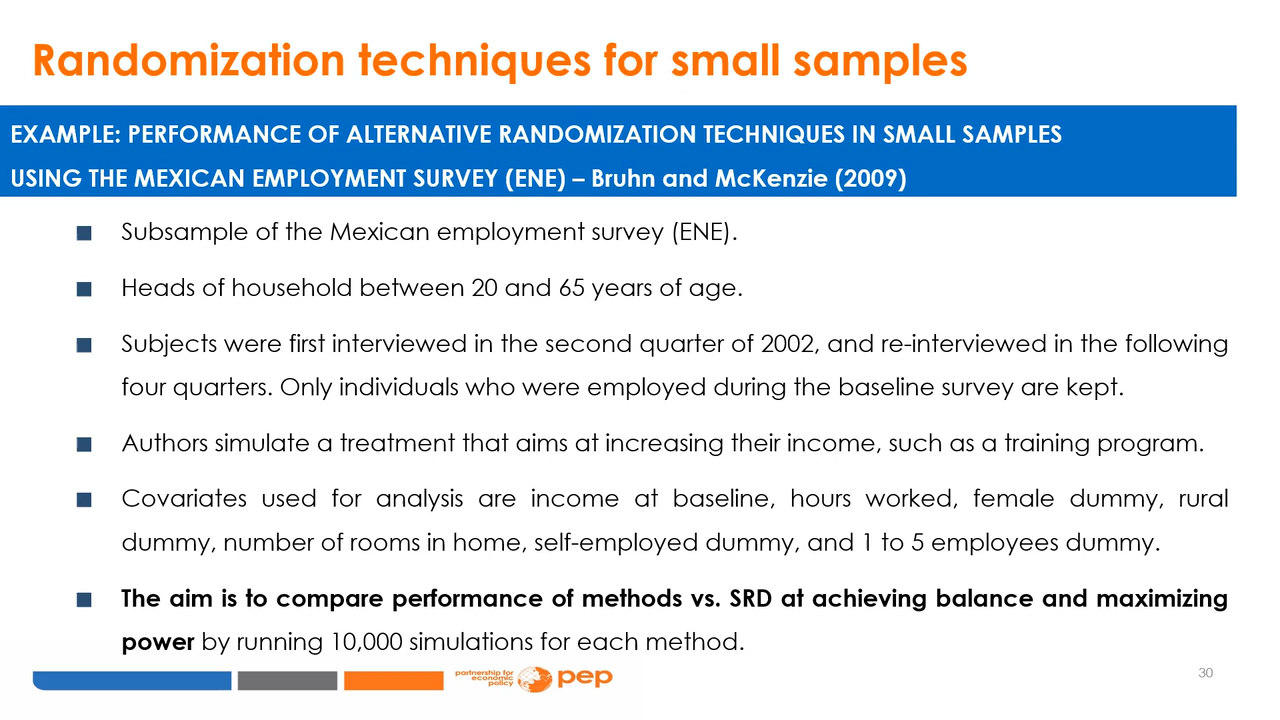 Randomization techniques for small samples
EXAMPLE: PERFORMANCE OF ALTERNATIVE RANDOMIZATION TECHNIQUES IN SMALL SAMPLES
USING THE MEXICAN EMPLOYMENT SURVEY (ENE) – Bruhn and McKenzie (2009)
■ Subsample of the Mexican employment survey (ENE).
■ Heads of household between 20 and 65 years of age.
■ Subjects were first interviewed in the second quarter of 2002, and re-interviewed in the following
four quarters. Only individuals who were employed during the baseline survey are kept.
■ Authors simulate a treatment that aims at increasing their income, such as a training program.
■ Covariates used for analysis are income at baseline, hours worked, female dummy, rural
dummy, number of rooms in home, self-employed dummy, and 1 to 5 employees dummy.
■ The aim is to compare performance of methods vs. SRD at achieving balance and maximizing
power by running 10,000 simulations for each method.
partnership for
economic
policy
pep
30